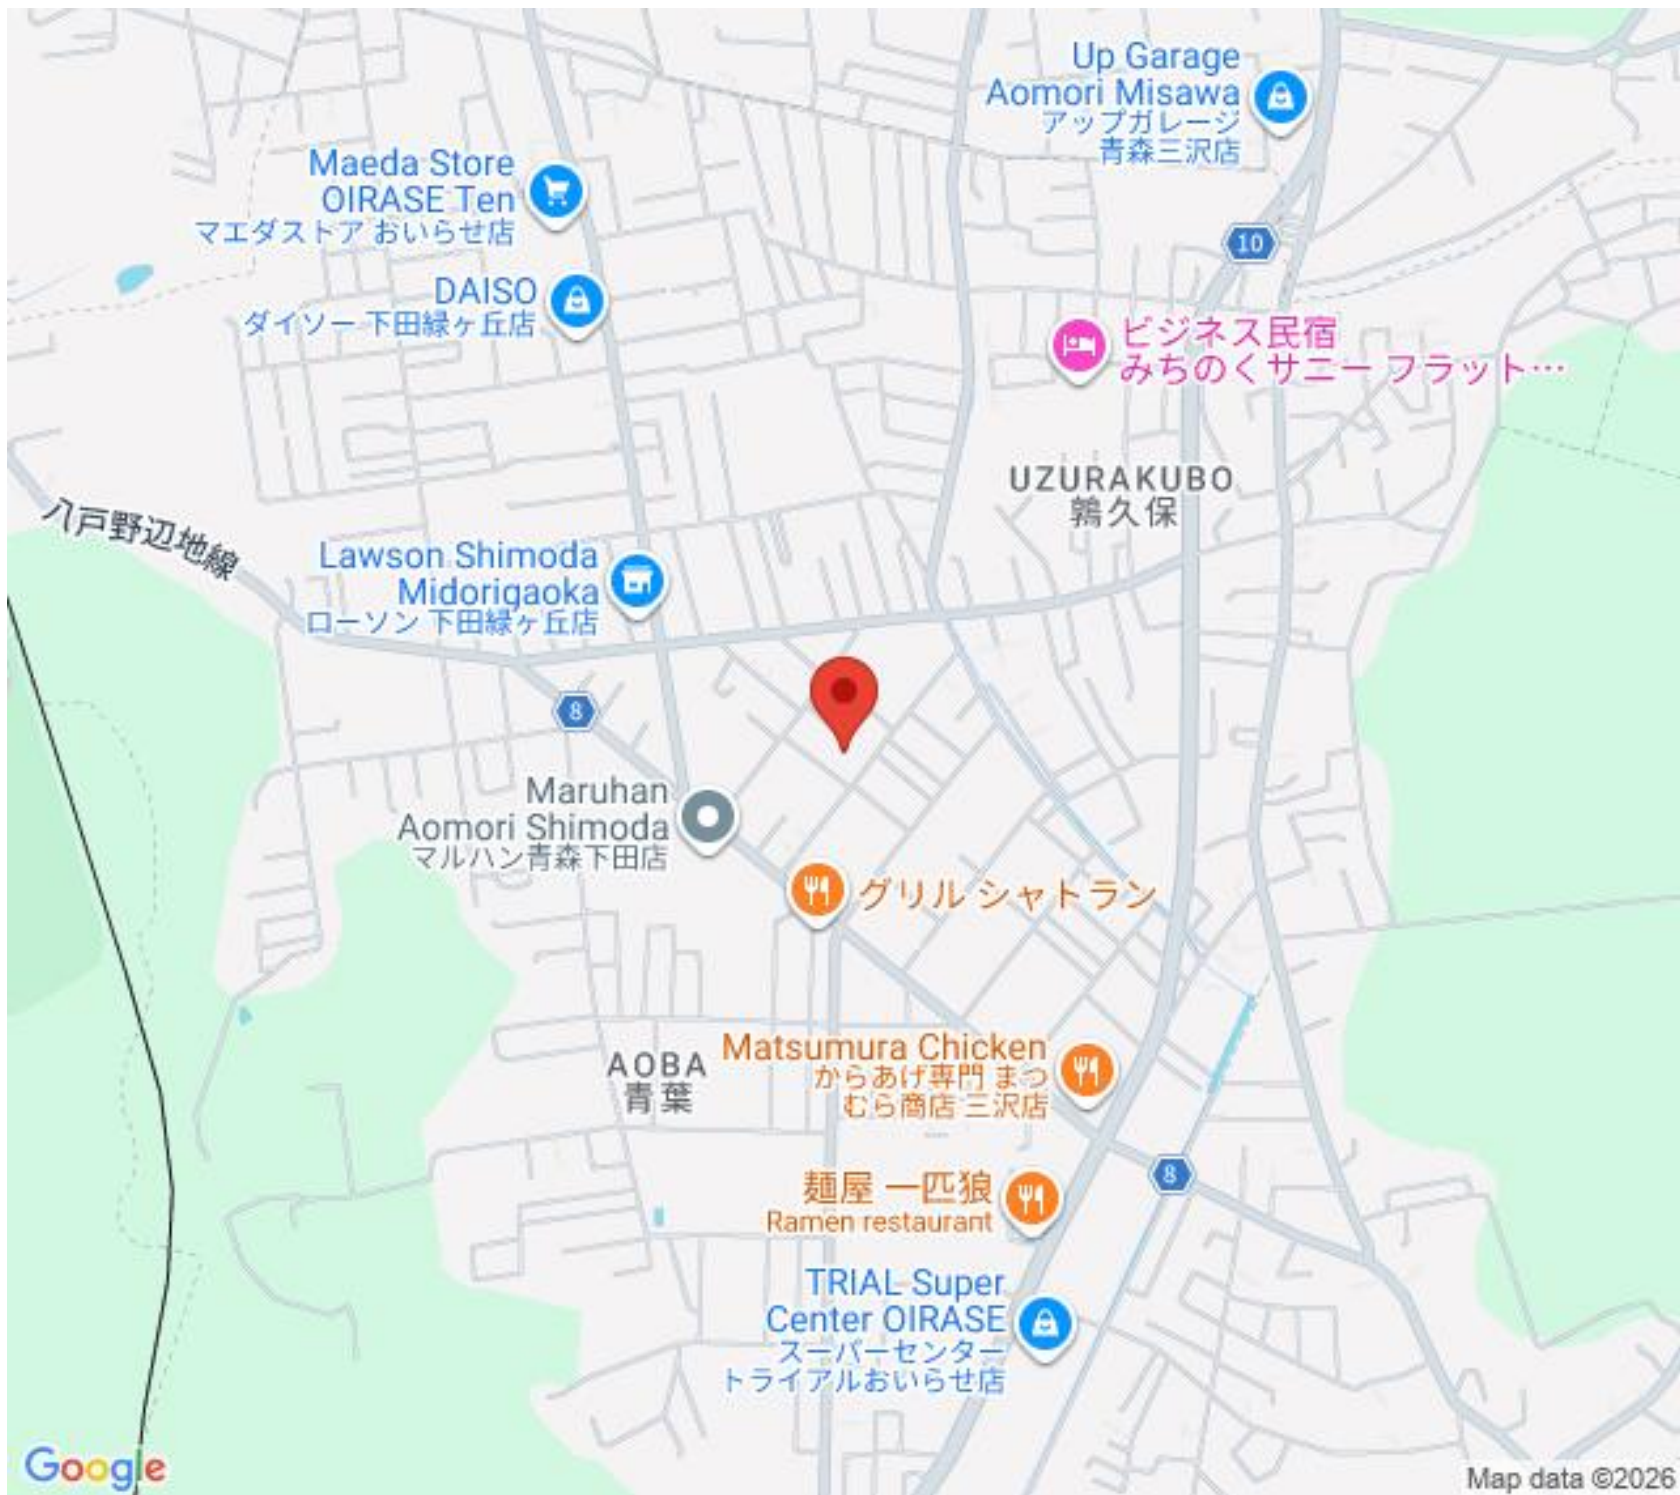 Up Garage
Aomori Misawa
アップガレージ
青森三沢店
Maeda Store
OIRASE Ten
マエダストア おいらせ店
10
DAISO
ダイソー 下田緑ヶ丘店
ビジネス民宿
みちのくサニー フラット…
UZURAKUBO
鶉久保
八戸野辺地線
Lawson Shimoda
Midorigaoka
ローソン 下田緑ヶ丘店
8
Maruhan
Aomori Shimoda
マルハン青森下田店
グリル シャトラン
AOBA
青葉
Matsumura Chicken
からあげ専門 まつ
むら商店 三沢店
麺屋 一匹狼
Ramen restaurant
8
TRIAL Super
Center OIRASE
スーパーセンター
トライアルおいらせ店
Google
Map data ©2026